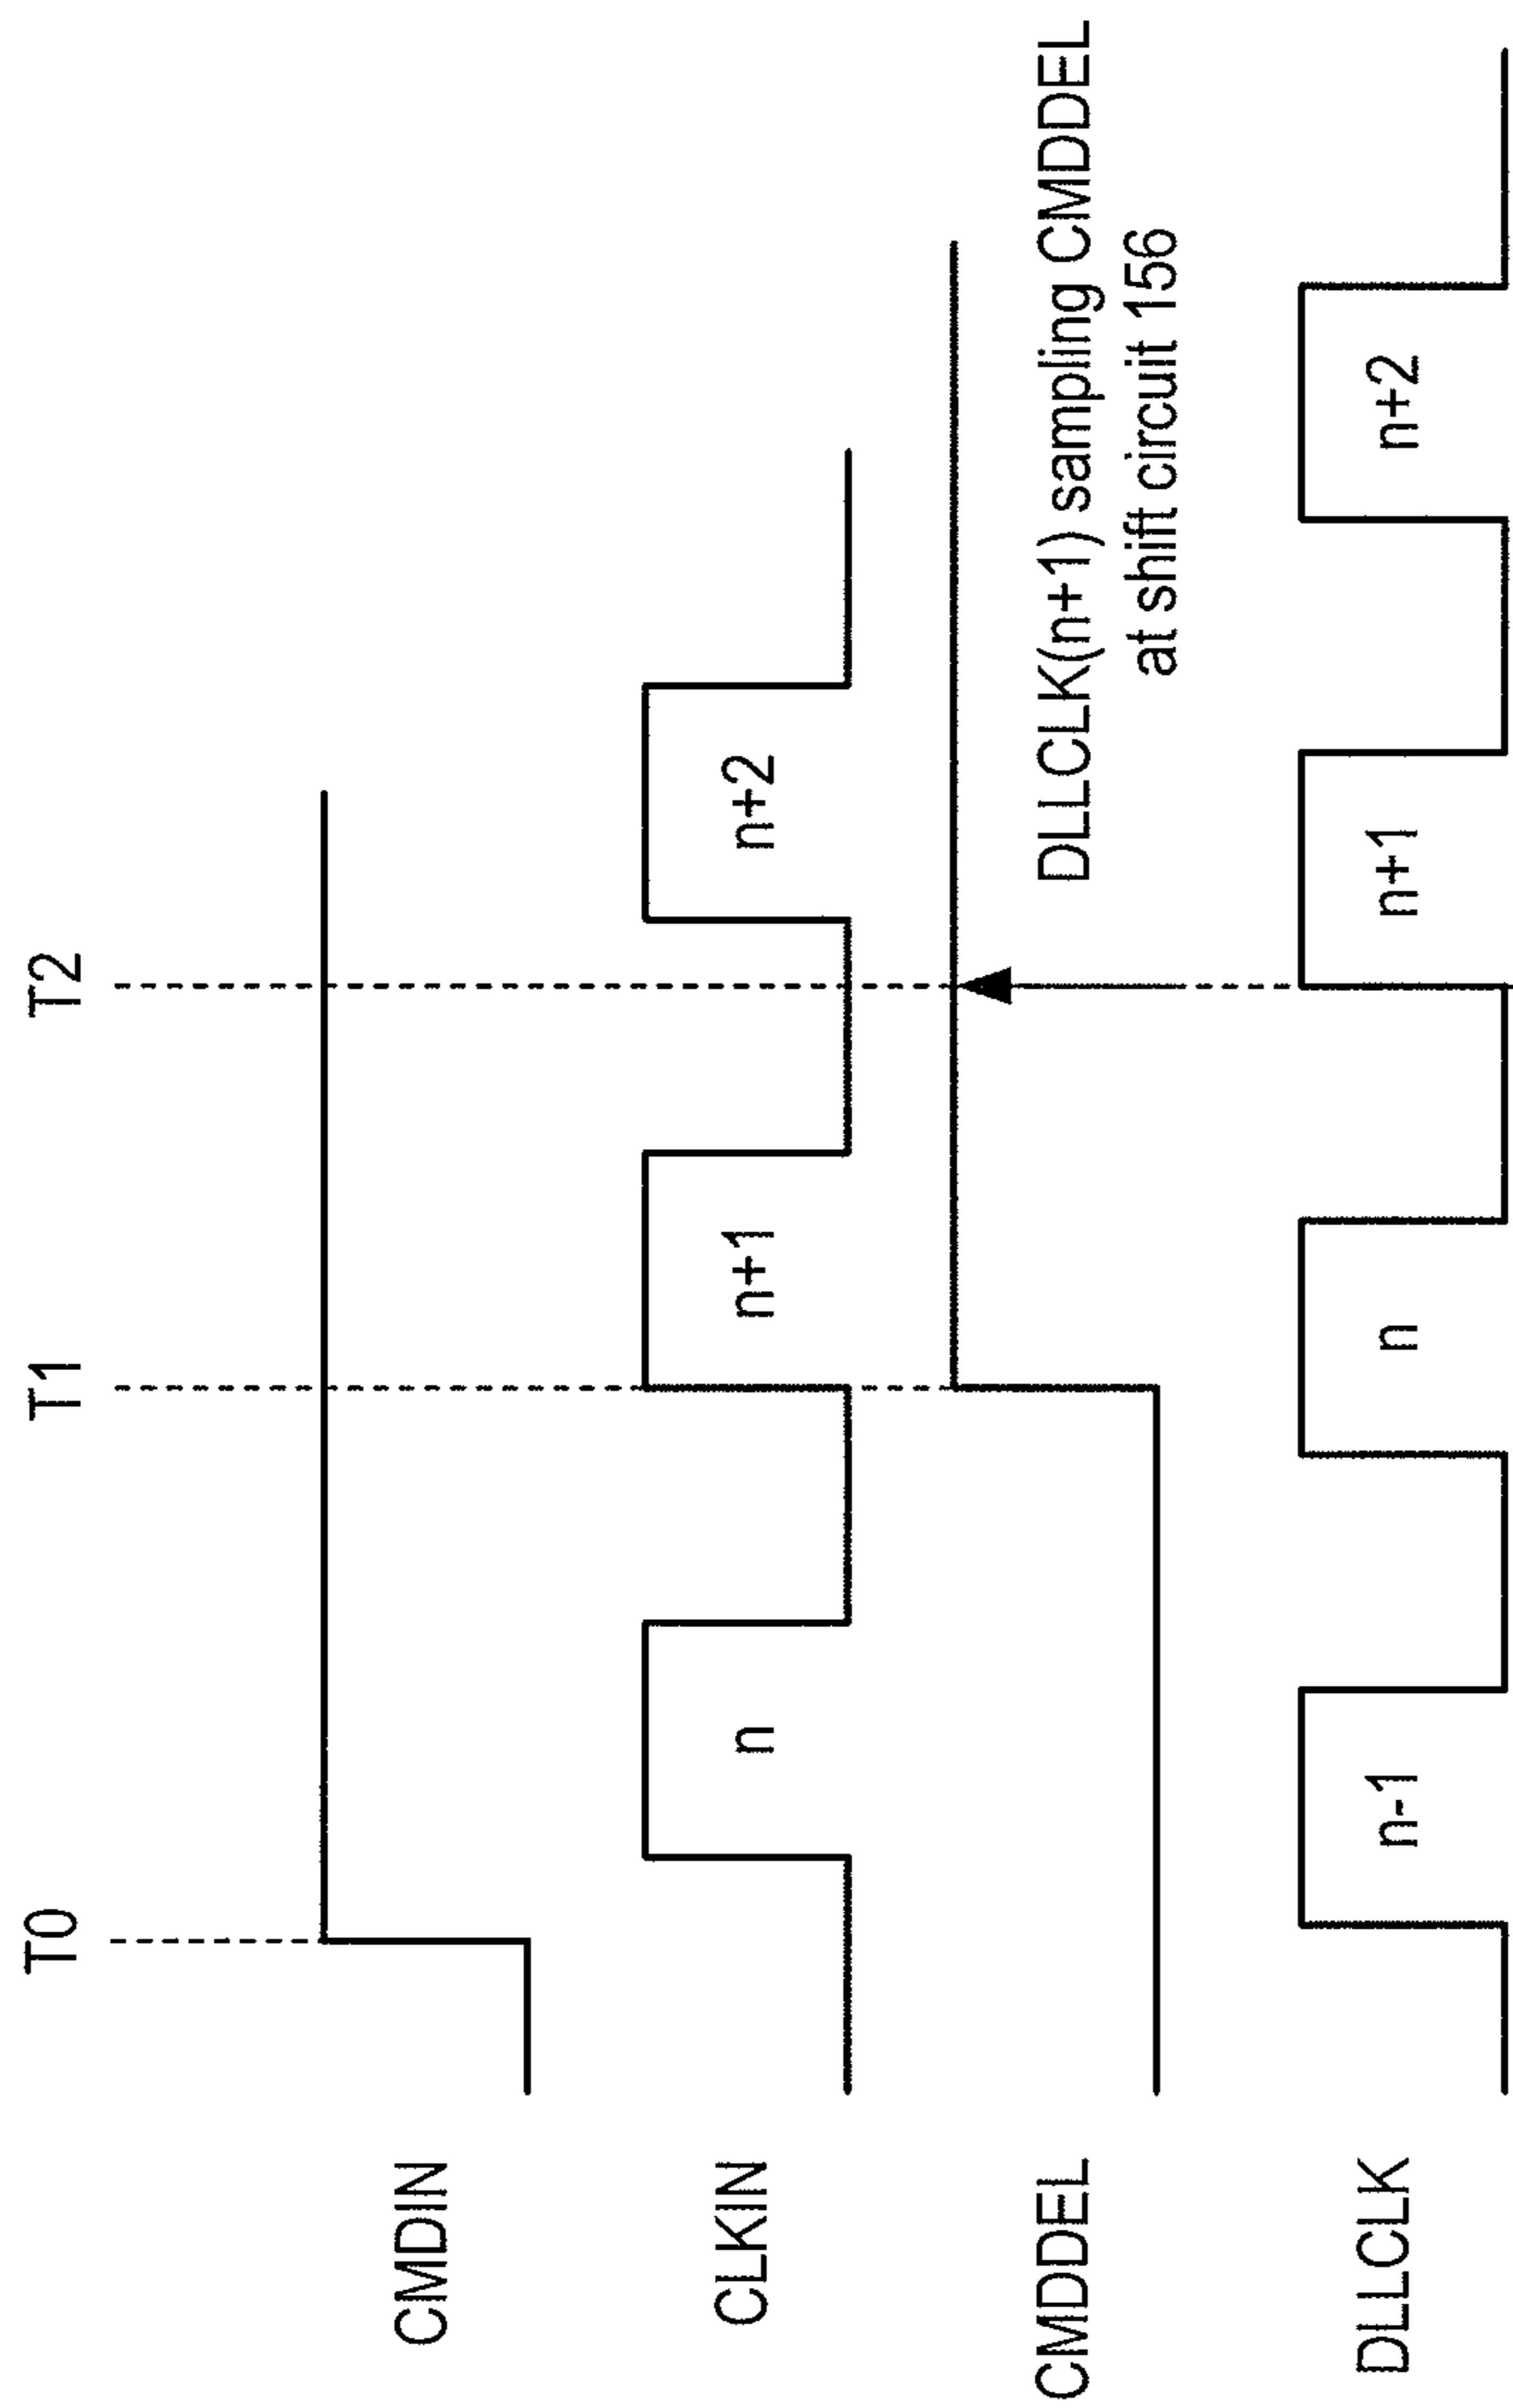 T0
T1
T2
CMDIN
CLKIN
n
n+1
n+2
CMDDEL
DLLCLK(n+1) sampling CMDDEL
at shift circuit 156
DLLCLK
n-1
n
n+1
n+2